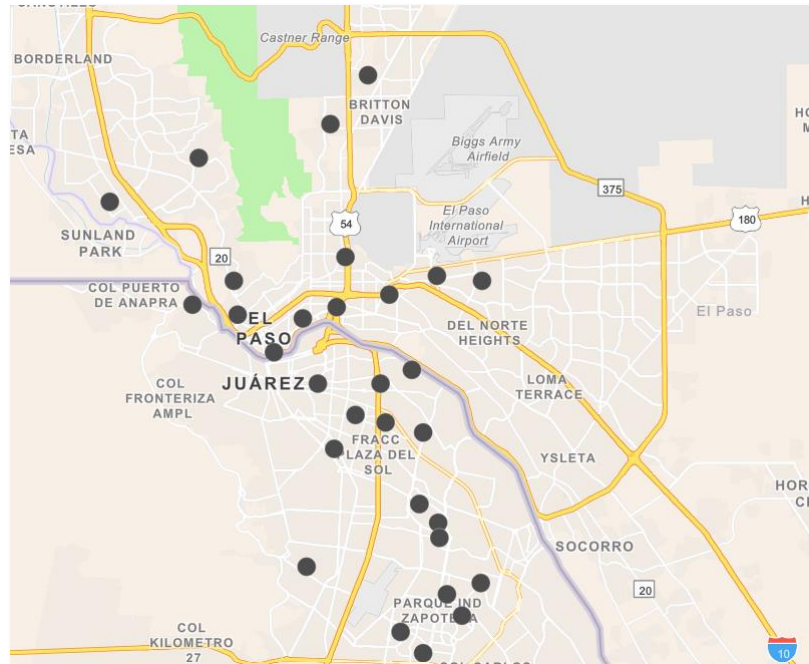 Castner Range
BORDERLAND
BRITTON
DAVIS
Biggs Army
Airfield
375
El Paso
International
Airport
180
54
SUNLAND
PARK
20
COL PUERTO
DE ANAPRA
EL
PASO
El Paso
DEL NORTE
HEIGHTS
JUÁREZ
COL
FRONTERIZA
AMPL
LOMA
TERRACE
FRACC
PLAZA DEL
SOL
YSLETA
SOCORRO
20
PARQUE IND
ZAPOTECA
COL
KILOMETRO
27
10